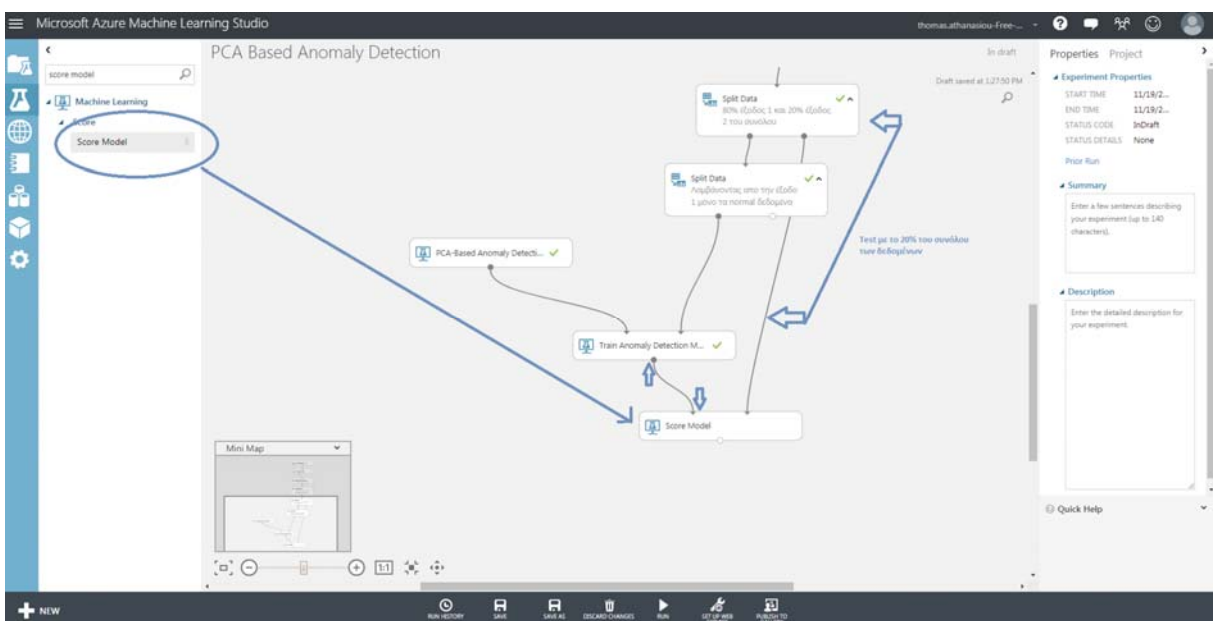 Microsoft Azure Machine Learning Studio
thomas.athanasiou-Free-...
score model
Machine Learning
Score
Score Model
PCA Based Anomaly Detection
In draft
Draft saved at 1:27:50 PM
Split Data
80% έξοδος 1 και 20% έξοδος
2 του συνόλου
Split Data
Λαμβάνοντας απο την έξοδο
1 μόνο τα normal δεδομένα
Test με το 20% του συνόλου
των δεδομένων
PCA-Based Anomaly Detecti...
Train Anomaly Detection M...
Score Model
Mini Map
1:1
Properties Project
Experiment Properties
START TIME 11/19/2...
END TIME 11/19/2...
STATUS CODE InDraft
STATUS DETAILS None
Prior Run
Summary
Enter a few sentences describing
your experiment (up to 140
characters).
Description
Enter the detailed description for
your experiment.
Quick Help
NEW
RUN HISTORY
SAVE
SAVE AS
DISCARD CHANGES
RUN
SET UP WEB
PUBLISH TO